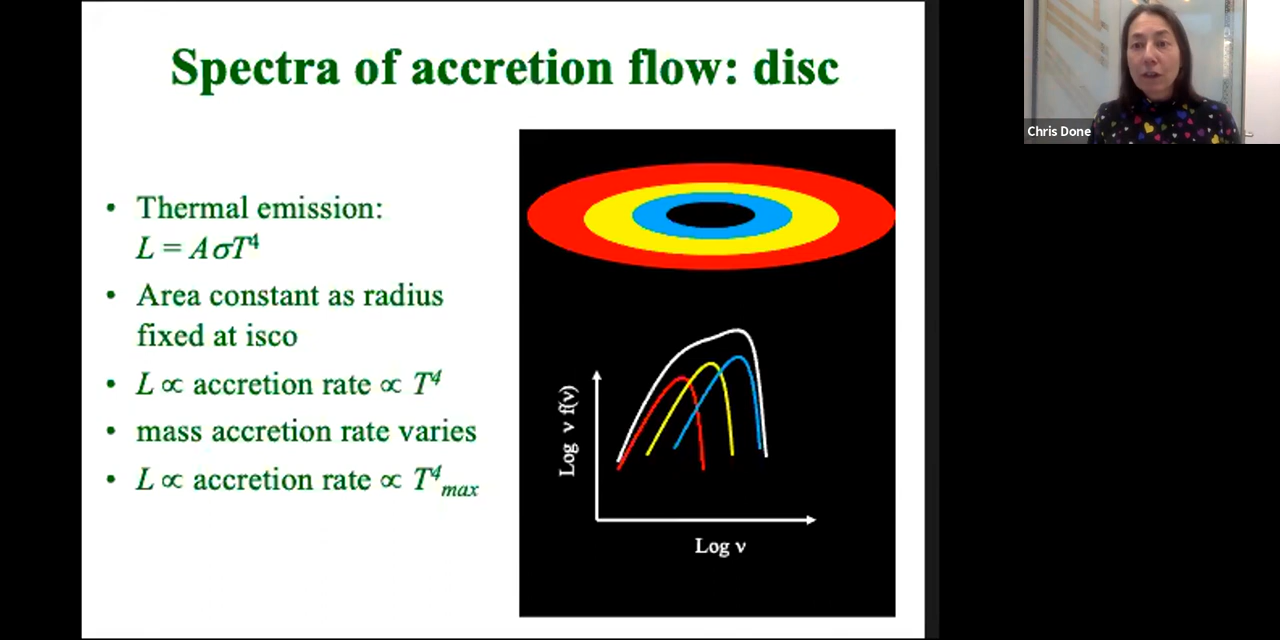 Spectra of accretion flow: disc
• Thermal emission:
L = AσT⁴
• Area constant as radius
fixed at isco
• L ∝ accretion rate ∝ T⁴
• mass accretion rate varies
• L ∝ accretion rate ∝ T⁴max
Log ν f(ν)
Log ν
Chris Done